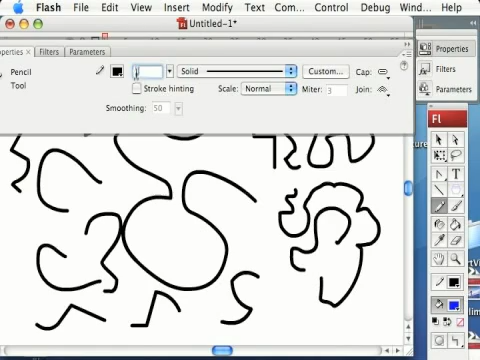 Flash File Edit View Insert Modify Text Com... Control Debug Wind... Help
Untitled-1*
operties × Filters Parameters
Pencil
Tool
Solid
Custom...
Cap:
Stroke hinting
Scale: Normal
Miter: 3
Join:
Smoothing: 50
Properties
Filters
Parameters
Fl
T